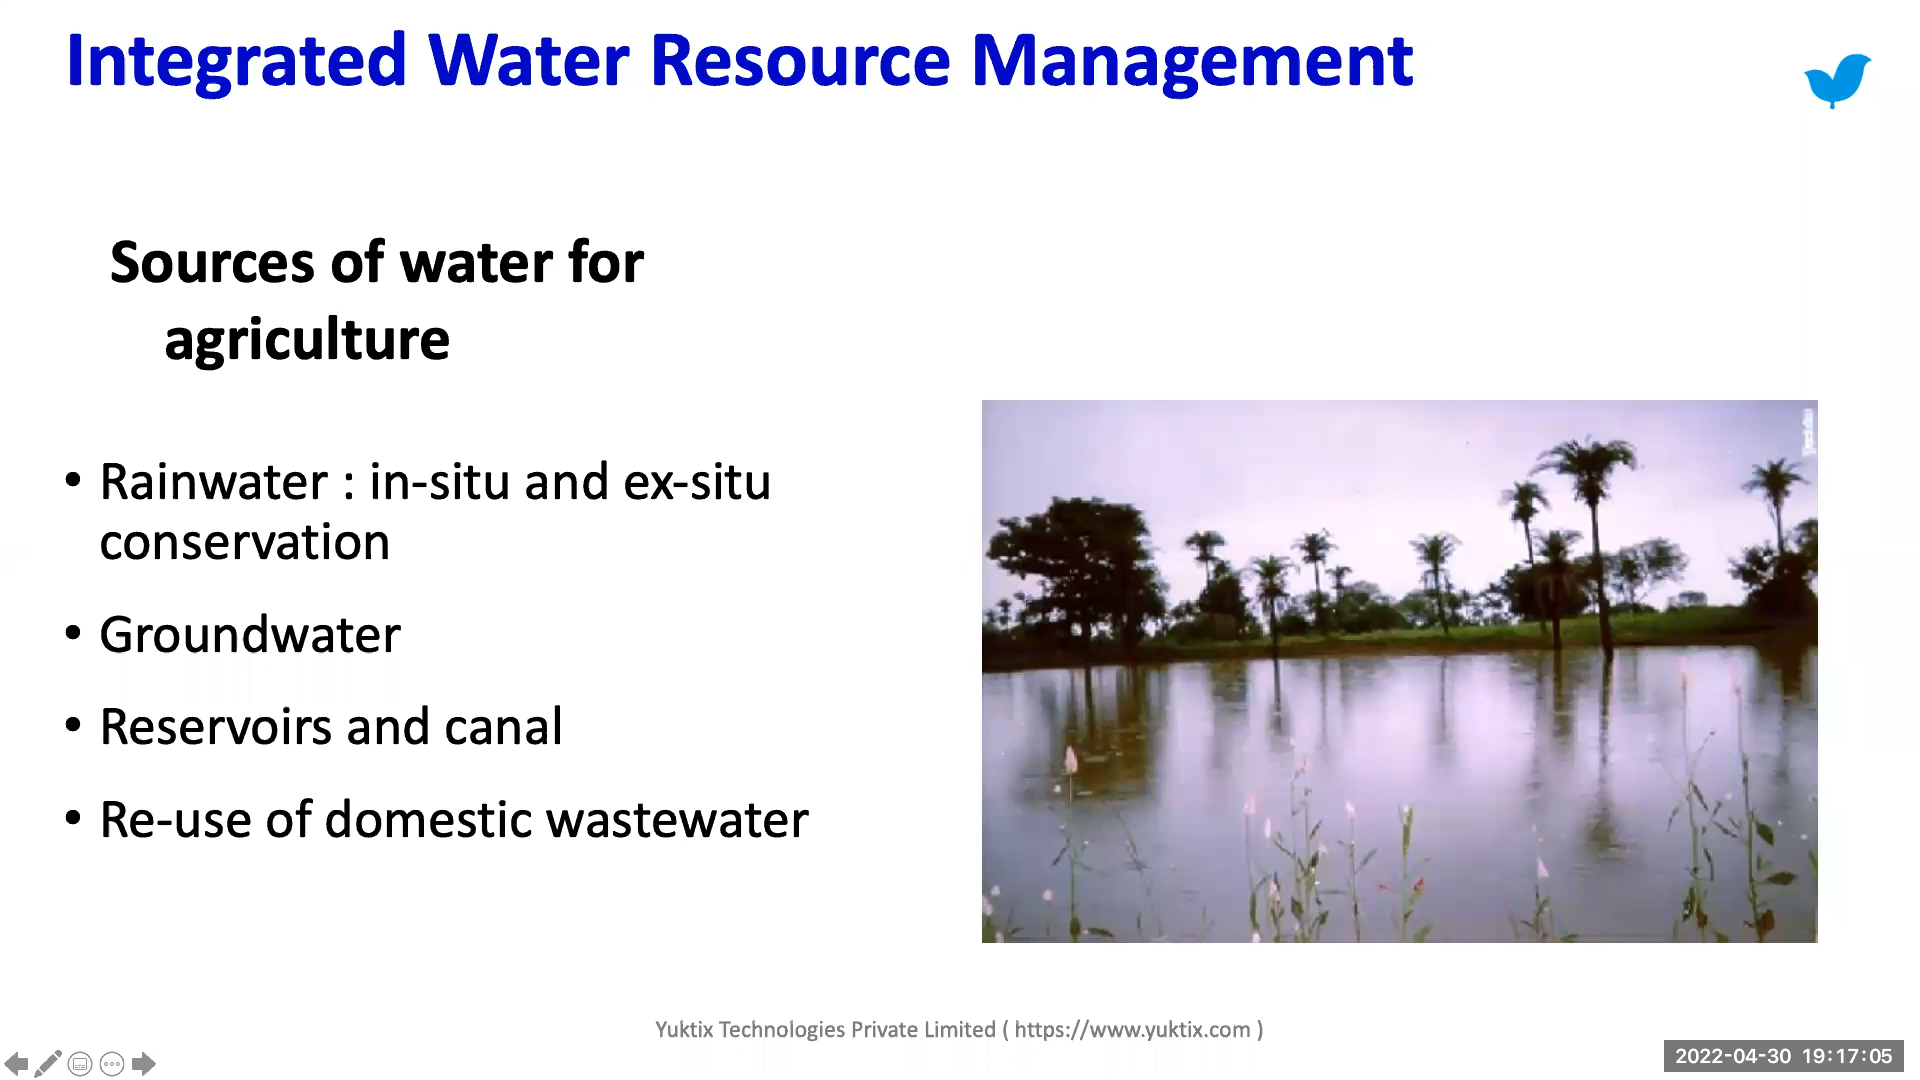 Integrated Water Resource Management
Sources of water for
agriculture
• Rainwater : in-situ and ex-situ
conservation
• Groundwater
• Reservoirs and canal
• Re-use of domestic wastewater
Yuktix Technologies Private Limited ( https://www.yuktix.com )
2022-04-30 19:17:05